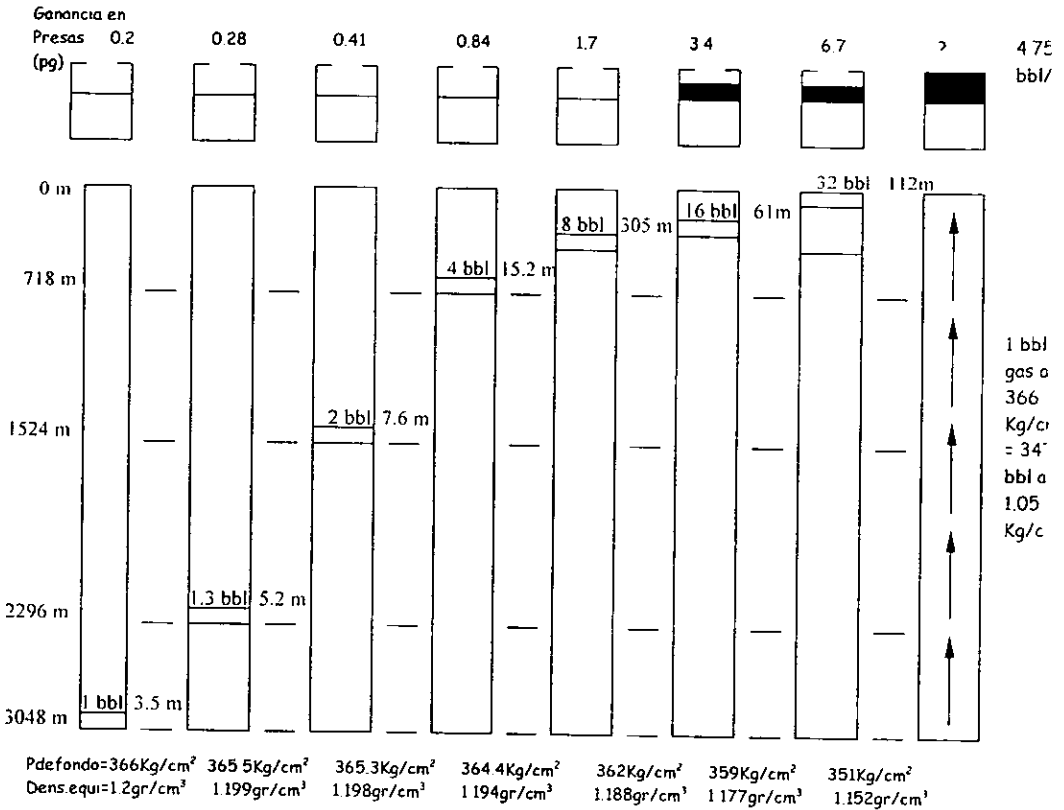 Ganancia en
Presas 0.2 0.28 0.41 0.84 1.7 3 4 6.7 ? 4 75
(pg) bbl/
0 m 32 bbl 112m
8 bbl 305 m 16 bbl 61m
718 m 4 bbl 15.2 m
1524 m 2 bbl 7.6 m
2296 m 1.3 bbl 5.2 m
3048 m 1 bbl 3.5 m
1 bbl
gas a
366
Kg/c
= 34
bbl a
1.05
Kg/c
Pdefondo=366Kg/cm² 365 5Kg/cm² 365.3Kg/cm² 364.4Kg/cm² 362Kg/cm² 359Kg/cm² 351Kg/cm²
Dens.equi=1.2gr/cm³ 1.199gr/cm³ 1.198gr/cm³ 1.194gr/cm³ 1.188gr/cm³ 1 177gr/cm³ 1.152gr/cm³